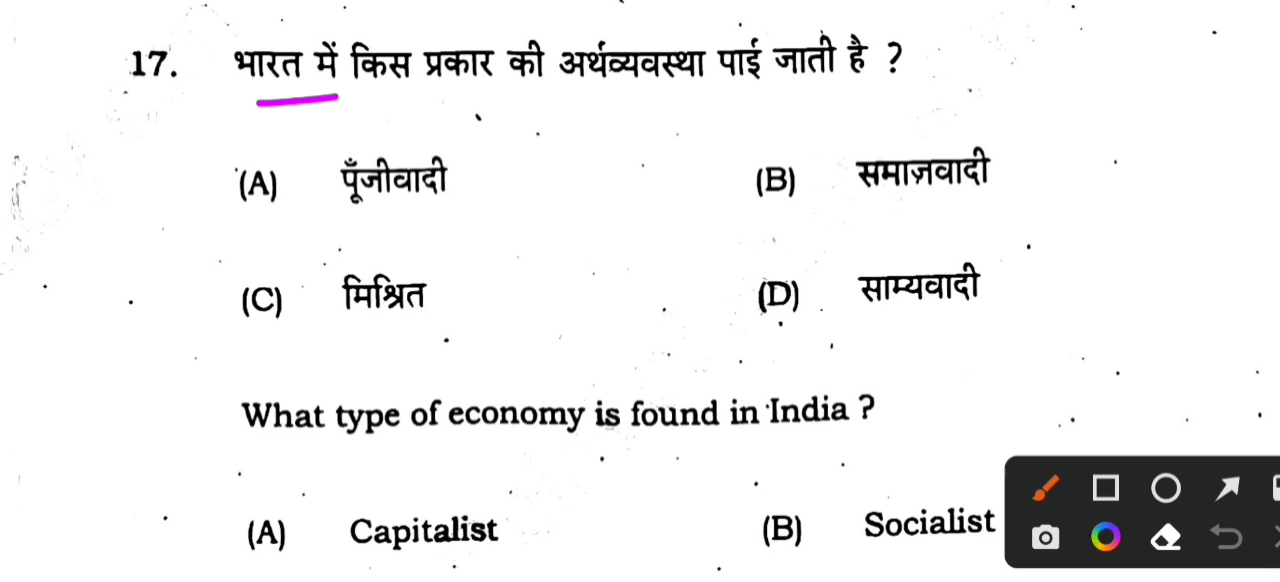 17. भारत में किस प्रकार की अर्थव्यवस्था पाई जाती है ?
(A) पूँजीवादी (B) समाज़वादी
(C) मिश्रित (D) साम्यवादी
What type of economy is found in India ?
(A) Capitalist (B) Socialist